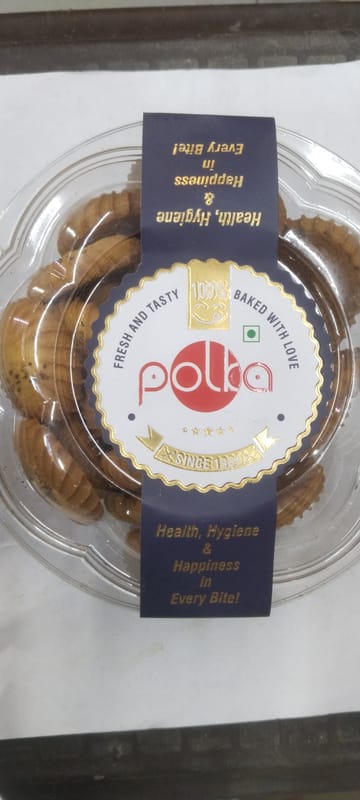 Health, Hygiene
&
Happiness
in
Every Bite!
100%
FRESH AND TASTY
BAKED WITH LOVE
polka
Health, Hygiene
&
Happiness
in
Every Bite!